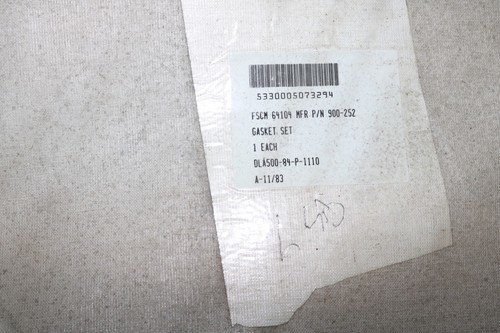 5330005073294
FSCM 64104 MFR P/N 900-252
GASKET SET
1 EACH
DLA500-84-P-1110
A-11/83